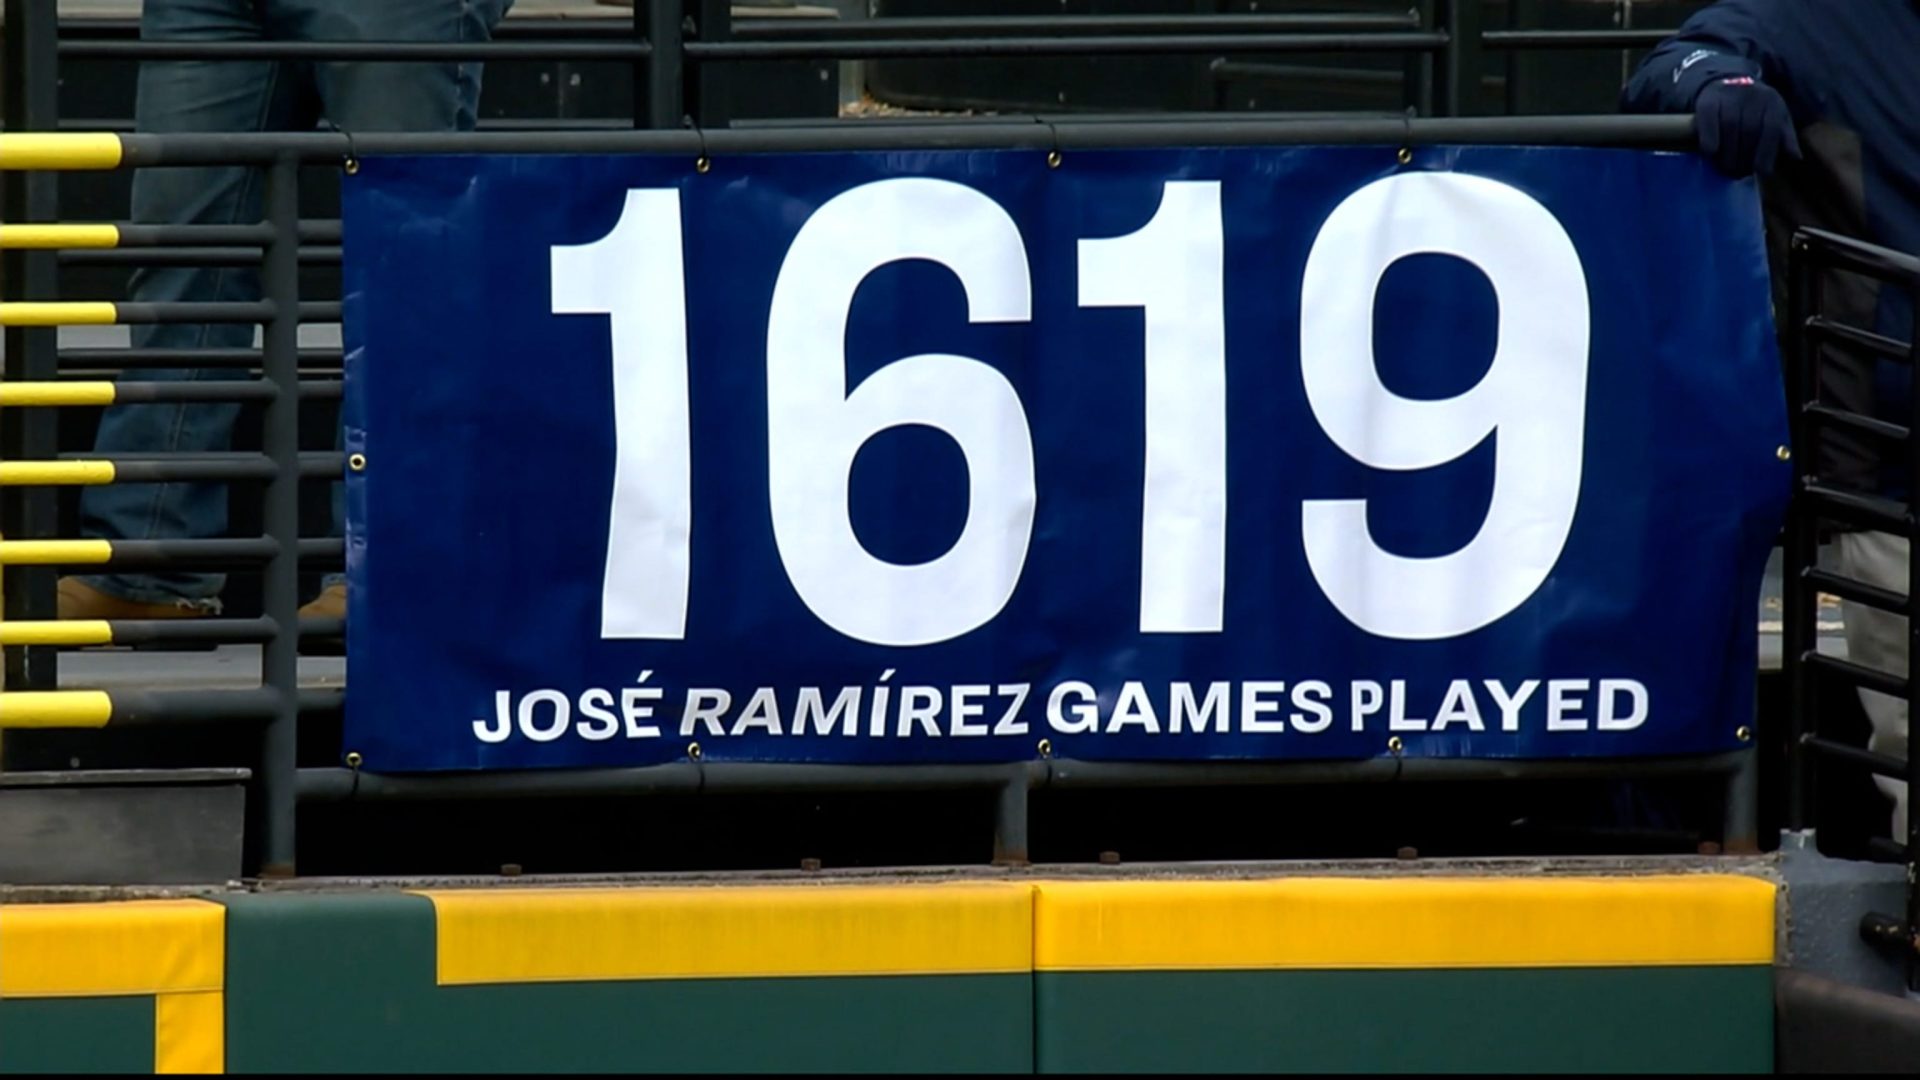 1619
JOSÉ RAMÍREZ GAMES PLAYED